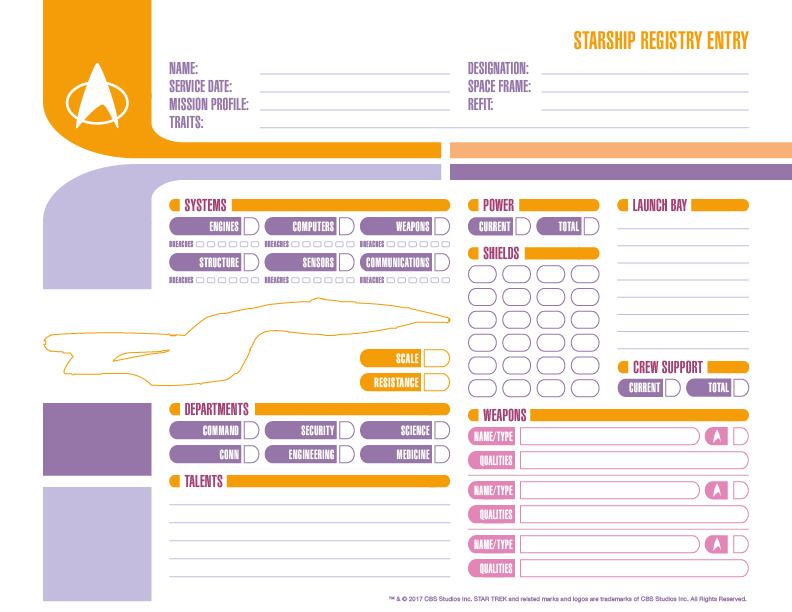 STARSHIP REGISTRY ENTRY
NAME:
DESIGNATION:
SERVICE DATE:
SPACE FRAME:
MISSION PROFILE:
REFIT:
TRAITS:
SYSTEMS
ENGINES COMPUTERS WEAPONS
BREACHES BREACHES BREACHES
STRUCTURE SENSORS COMMUNICATIONS
BREACHES BREACHES BREACHES
SCALE
RESISTANCE
DEPARTMENTS
COMMAND SECURITY SCIENCE
CONN ENGINEERING MEDICINE
TALENTS
POWER
CURRENT TOTAL
SHIELDS
LAUNCH BAY
CREW SUPPORT
CURRENT TOTAL
WEAPONS
NAME/TYPE
QUALITIES
NAME/TYPE
QUALITIES
NAME/TYPE
QUALITIES
™ & © 2017 CBS Studios Inc. STAR TREK and related marks and logos are trademarks of CBS Studios Inc. All Rights Reserved.